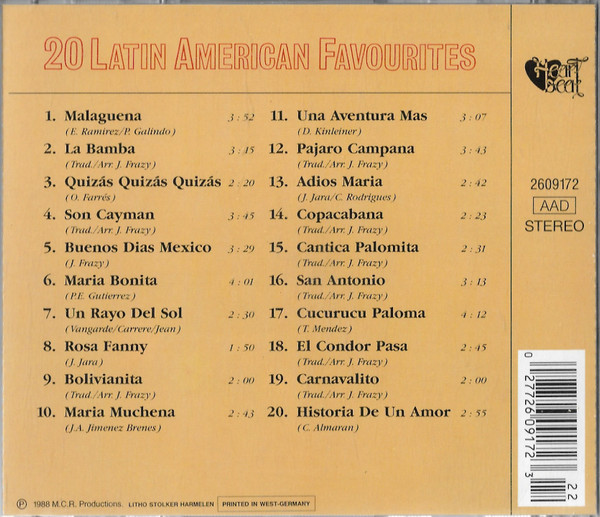 20 LATIN AMERICAN FAVOURITES
1. Malaguena 3:52
(E. Ramirez/P. Galindo)
2. La Bamba 3:15
(Trad./Arr. J. Frazy)
3. Quizás Quizás Quizás 2:20
(O. Farrés)
4. Son Cayman 3:45
(Trad./Arr. J. Frazy)
5. Buenos Dias Mexico 3:29
(J. Frazy)
6. Maria Bonita 4:01
(P.E. Gutierrez)
7. Un Rayo Del Sol 2:30
(Vangarde/Carrere/Jean)
8. Rosa Fanny 1:50
(J. Jara)
9. Bolivianita 2:00
(Trad./Arr. J. Frazy)
10. Maria Muchena 2:43
(J.A. Jimenez Brenes)
11. Una Aventura Mas 3:07
(D. Kinleiner)
12. Pajaro Campana 3:43
(Trad./Arr. J. Frazy)
13. Adios Maria 2:42
(J. Jara/C. Rodrigues)
14. Copacabana 2:23
(Trad./Arr. J. Frazy)
15. Cantica Palomita 2:31
(Trad./Arr. J. Frazy)
16. San Antonio 3:13
(Trad./Arr. J. Frazy)
17. Cucurucu Paloma 4:12
(T. Mendez)
18. El Condor Pasa 2:45
(Trad./Arr. J. Frazy)
19. Carnavalito 2:00
(Trad./Arr. J. Frazy)
20. Historia De Un Amor 2:55
(C. Almaran)
Heart
Beat
2609172
AAD
STEREO
0 27726 09172 3
22
Ⓟ 1988 M.C.R. Productions. LITHO STOLKER HARMELEN PRINTED IN WEST-GERMANY